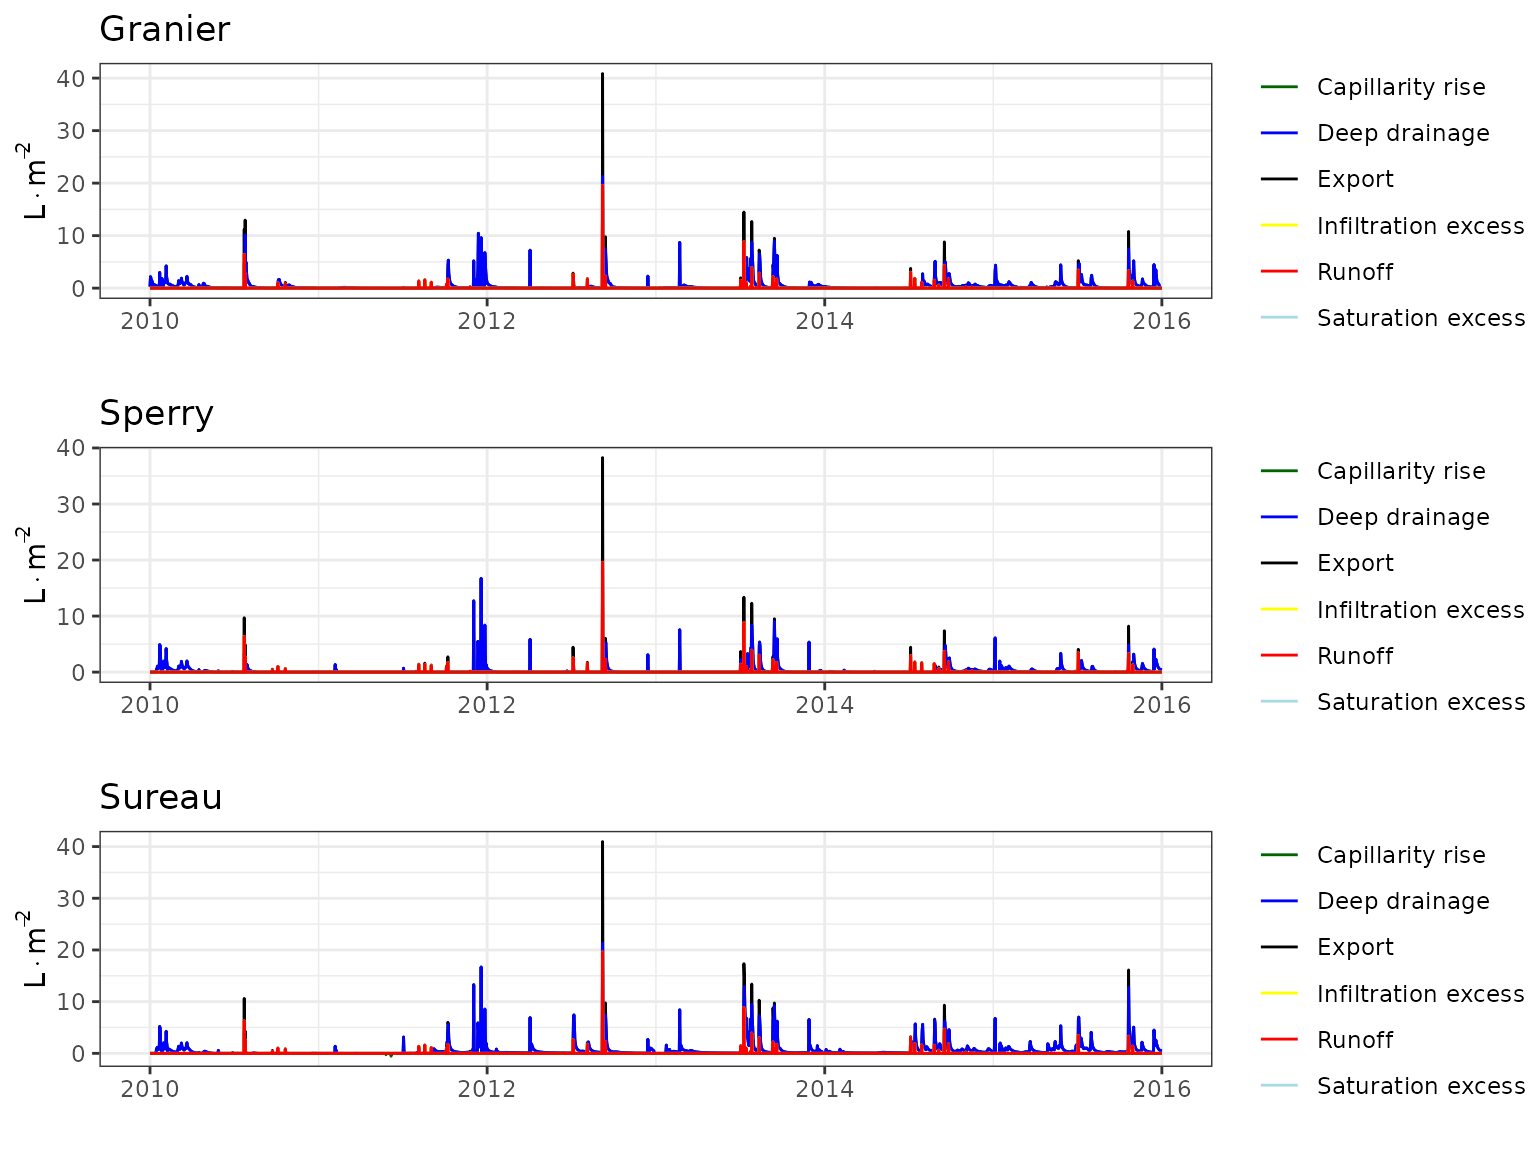 Granier
40
30
20
10
0
L · m⁻²
2010 2012 2014 2016
Capillarity rise
Deep drainage
Export
Infiltration excess
Runoff
Saturation excess
Sperry
40
30
20
10
0
L · m⁻²
2010 2012 2014 2016
Capillarity rise
Deep drainage
Export
Infiltration excess
Runoff
Saturation excess
Sureau
40
30
20
10
0
L · m⁻²
2010 2012 2014 2016
Capillarity rise
Deep drainage
Export
Infiltration excess
Runoff
Saturation excess